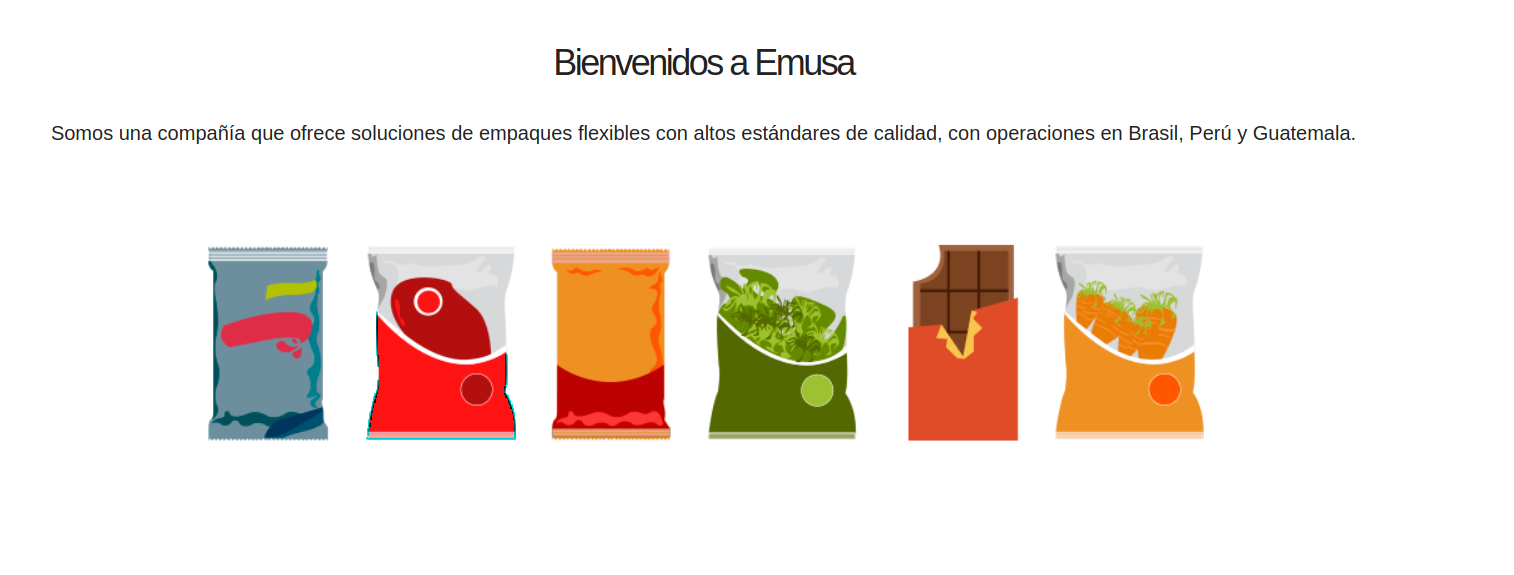 Bienvenidos a Emusa
Somos una compañía que ofrece soluciones de empaques flexibles con altos estándares de calidad, con operaciones en Brasil, Perú y Guatemala.